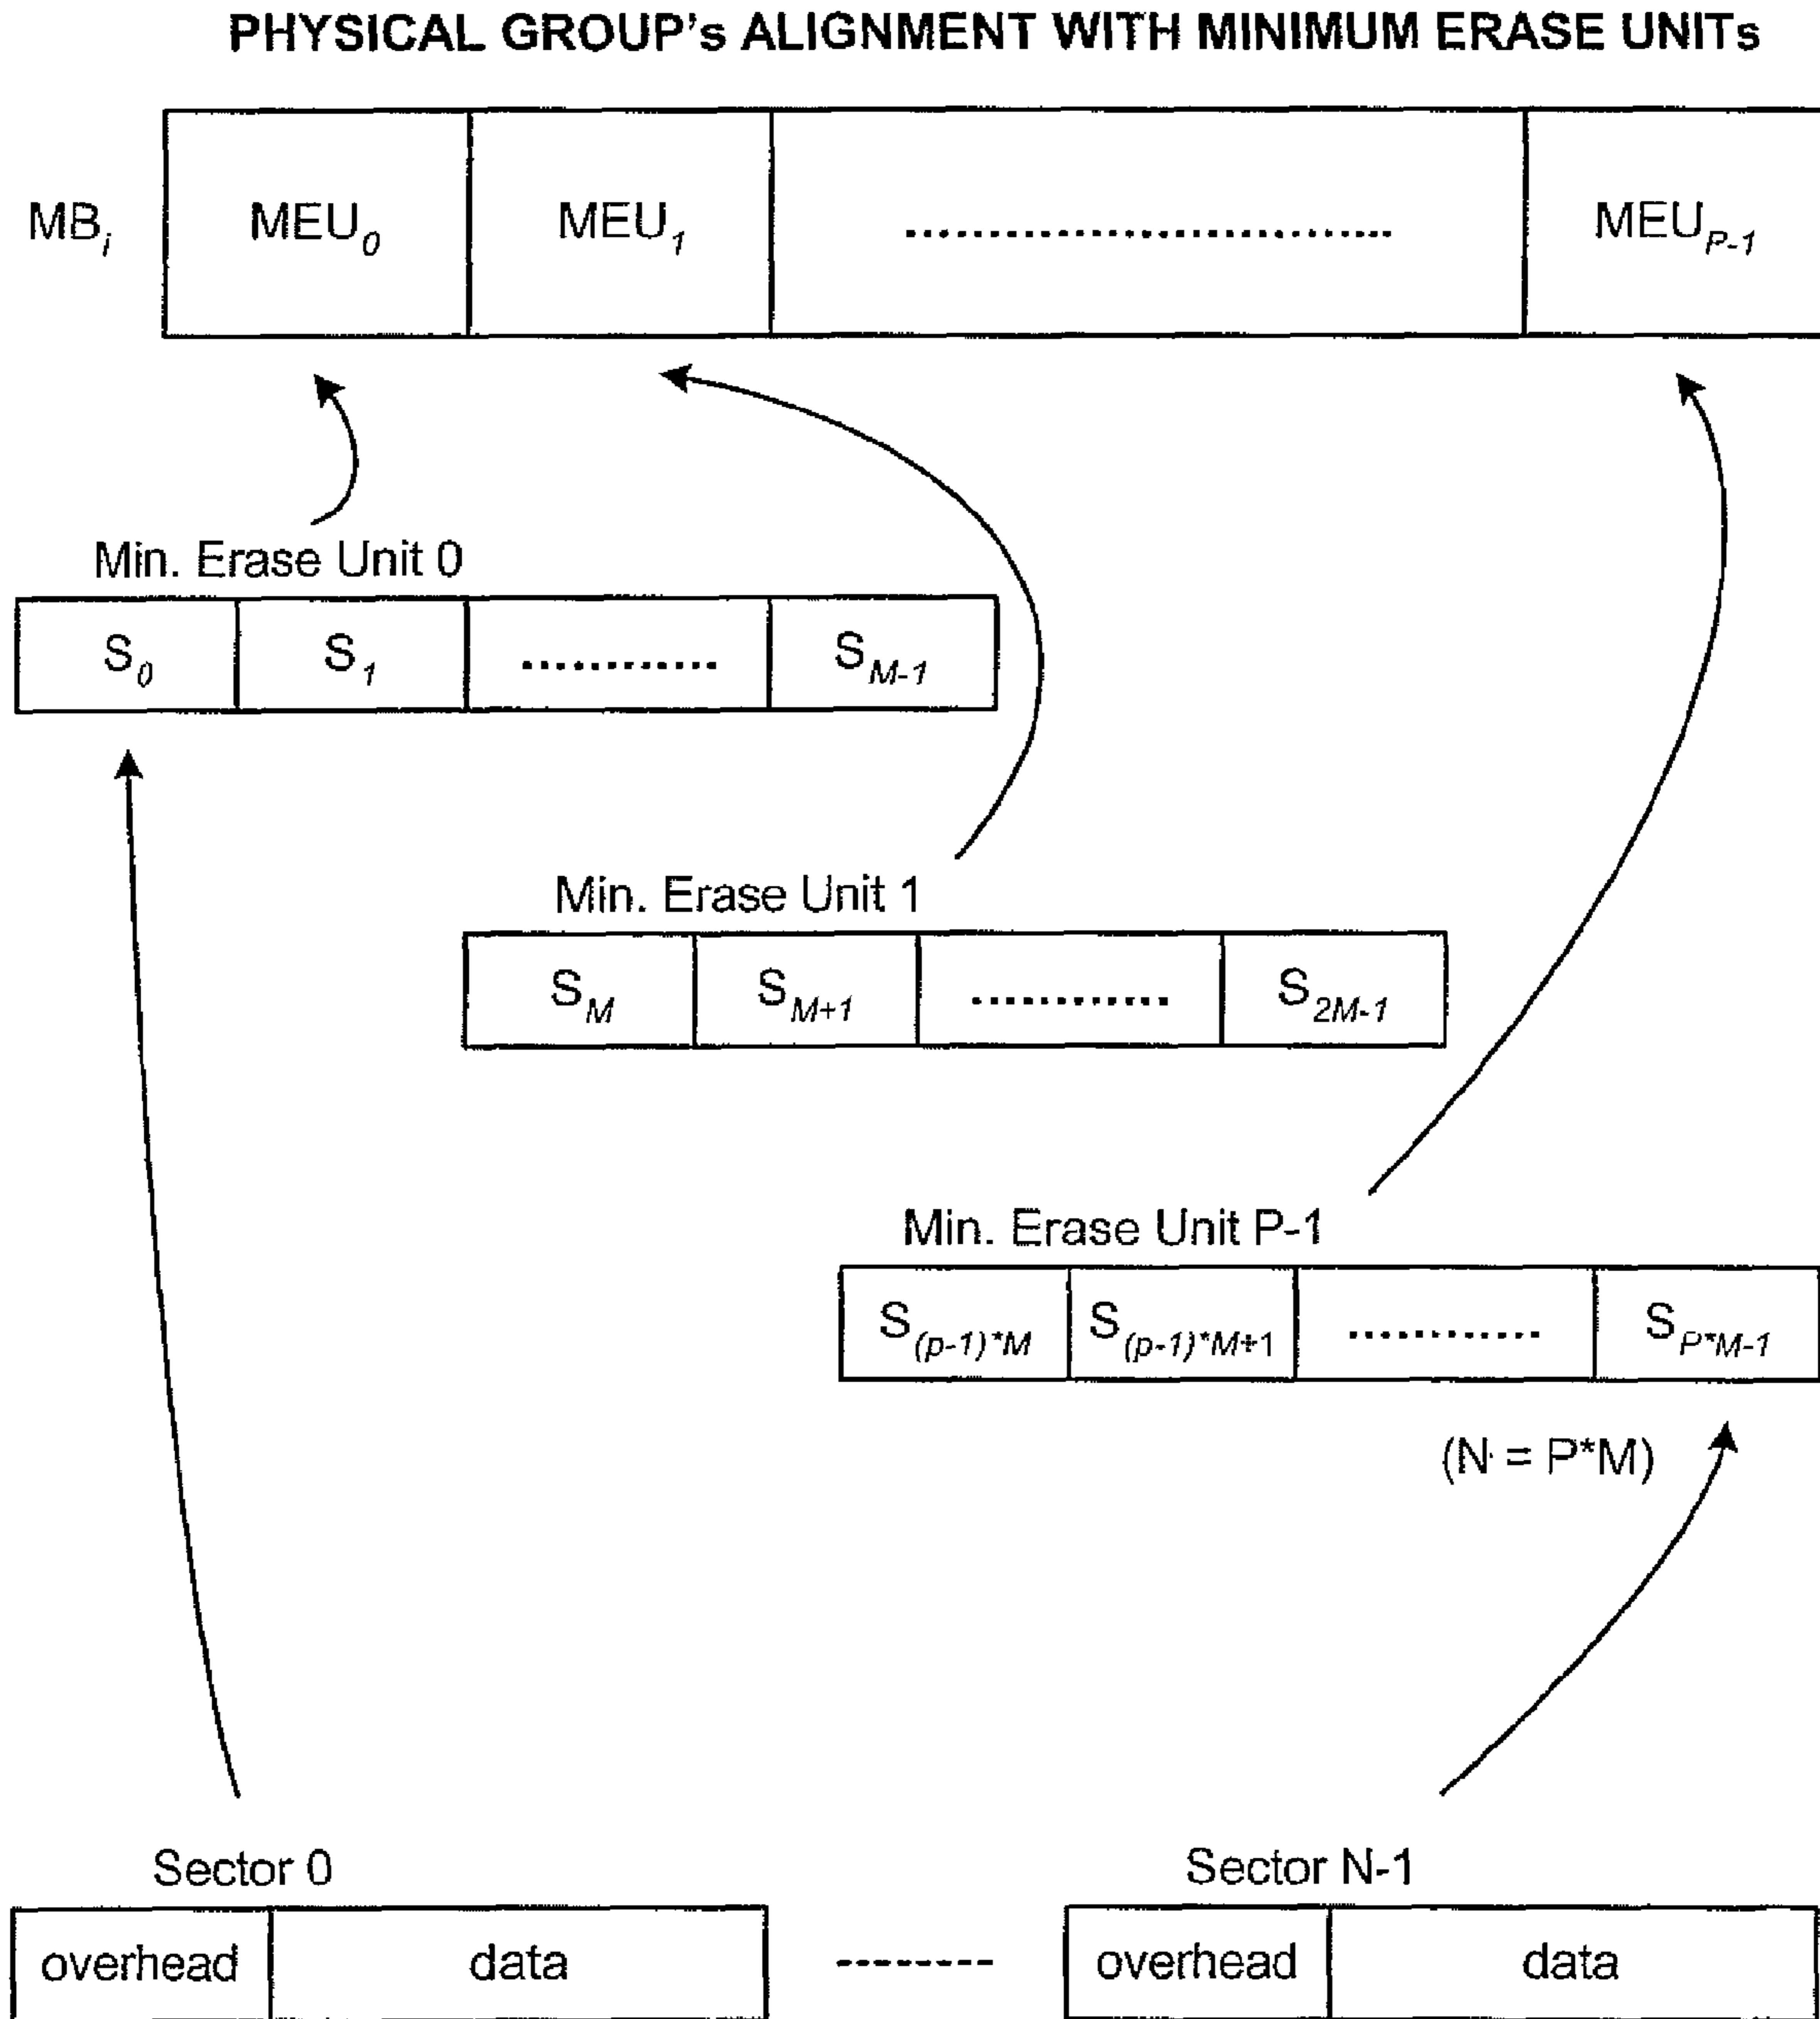 PHYSICAL GROUP's ALIGNMENT WITH MINIMUM ERASE UNITs
MB_i MEU_0 MEU_1 ............................ MEU_P-1
Min. Erase Unit 0
S_0 S_1 ............ S_M-1
Min. Erase Unit 1
S_M S_M+1 ............ S_2M-1
Min. Erase Unit P-1
S_(p-1)*M S_(p-1)*M+1 ............ S_P*M-1
(N = P*M)
Sector 0 Sector N-1
overhead data --------- overhead data